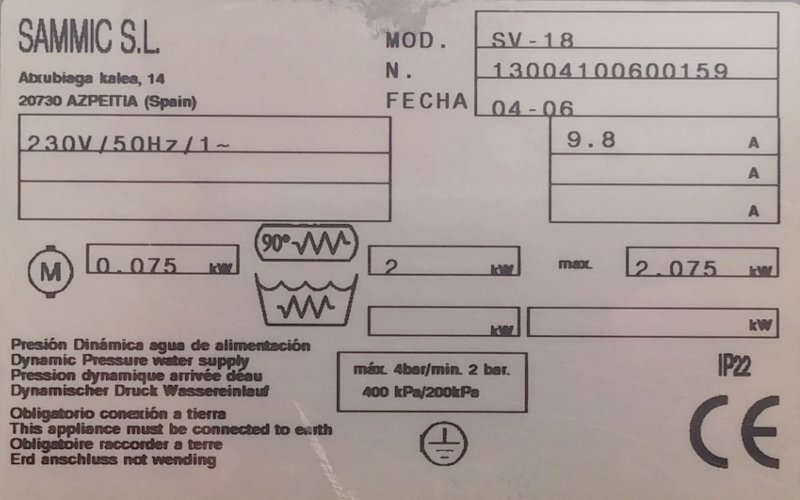 SAMMIC S.L.
Atxubiaga kalea, 14
20730 AZPEITIA (Spain)
MOD. SV-18
N. 13004100600159
FECHA 04-06
230V/50Hz/1~ 9.8 A
A
A
M 0.075 kW 90° 2 kW max. 2.075 kW
kW kW
Presión Dinámica agua de alimentación
Dynamic Pressure water supply
Pression dynamique arrivée déau
Dynamischer Druck Wassereinlauf
máx. 4bar/min. 2 bar.
400 kPa/200kPa
IP22
Obligatorio conexión a tierra
This appliance must be connected to earth
Obligatoire raccorder a terre
Erd anschluss not wending
CE